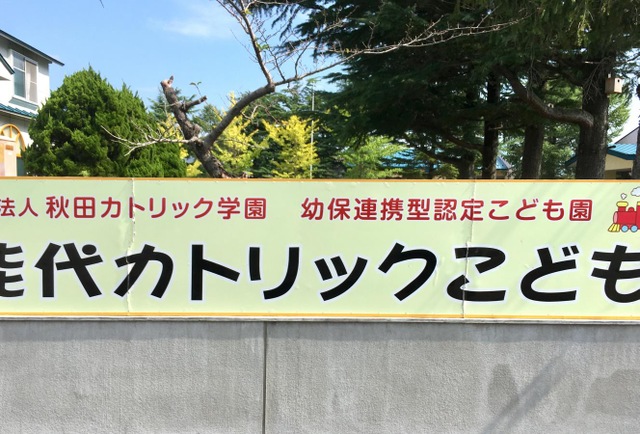 法人 秋田カトリック学園 幼保連携型認定こども園
能代カトリックこども